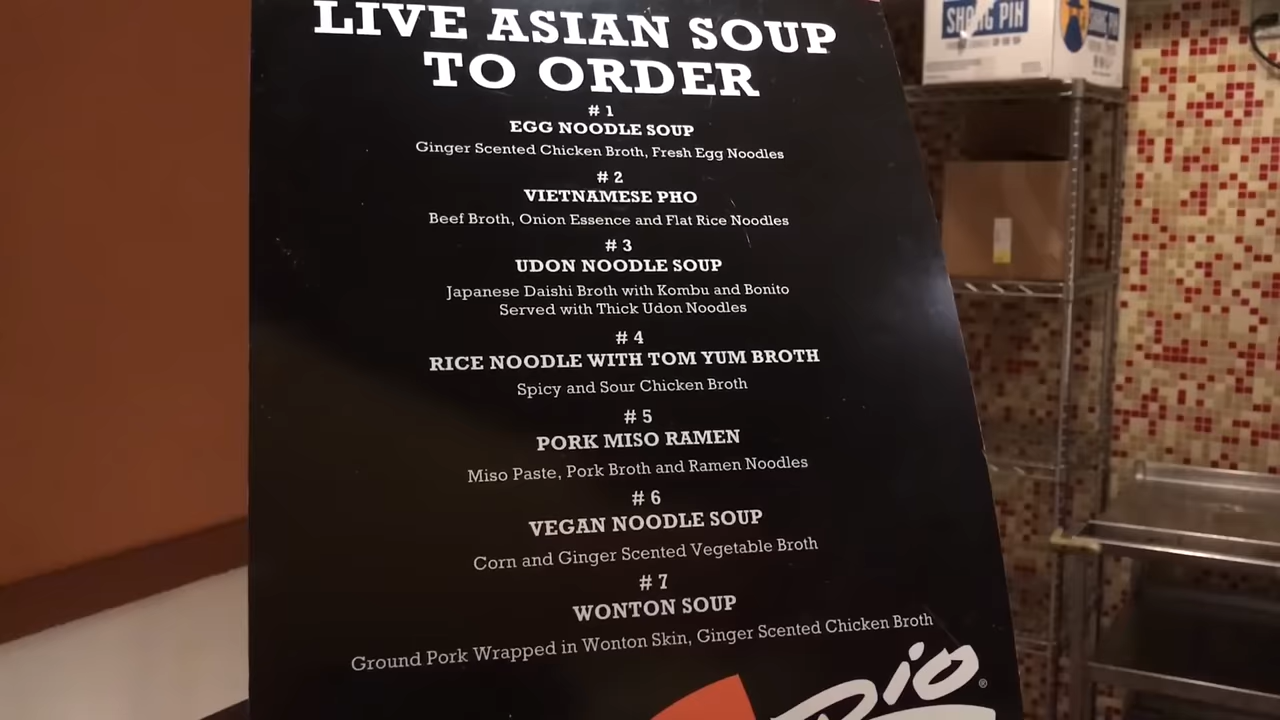 LIVE ASIAN SOUP
TO ORDER
# 1
EGG NOODLE SOUP
Ginger Scented Chicken Broth, Fresh Egg Noodles
# 2
VIETNAMESE PHO
Beef Broth, Onion Essence and Flat Rice Noodles
# 3
UDON NOODLE SOUP
Japanese Daishi Broth with Kombu and Bonito
Served with Thick Udon Noodles
# 4
RICE NOODLE WITH TOM YUM BROTH
Spicy and Sour Chicken Broth
# 5
PORK MISO RAMEN
Miso Paste, Pork Broth and Ramen Noodles
# 6
VEGAN NOODLE SOUP
Corn and Ginger Scented Vegetable Broth
# 7
WONTON SOUP
Ground Pork Wrapped in Wonton Skin, Ginger Scented Chicken Broth
Rio®
PIN